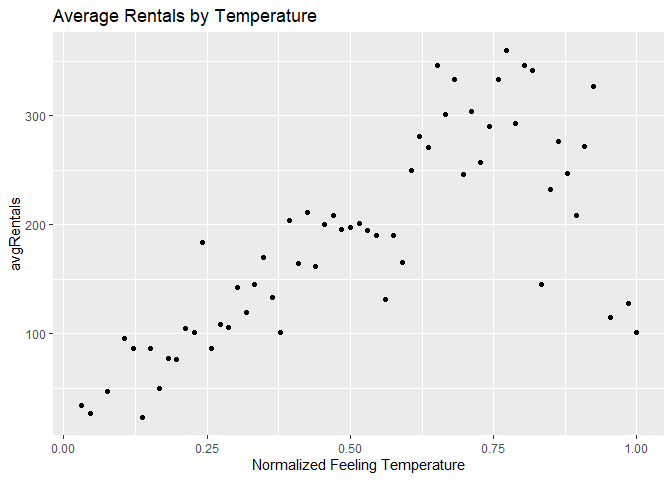 Average Rentals by Temperature
300
200
100
avgRentals
0.00 0.25 0.50 0.75 1.00
Normalized Feeling Temperature